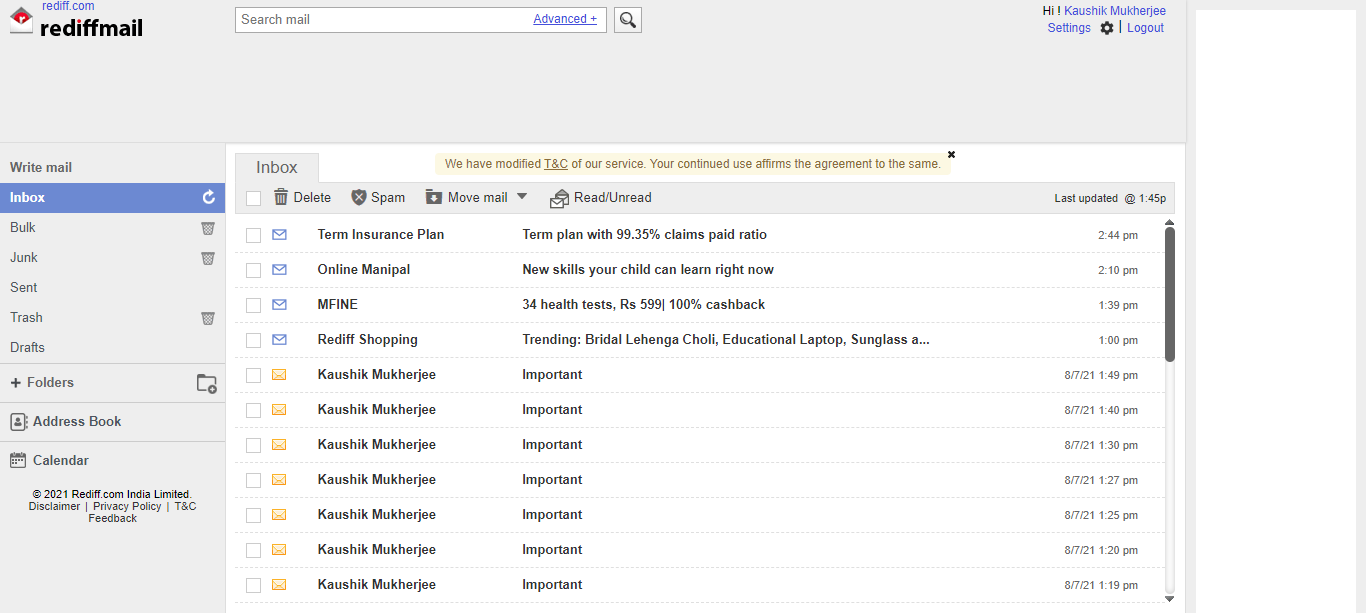 rediff.com
rediffmail
Search mail Advanced +
Hi ! Kaushik Mukherjee
Settings | Logout
Write mail
Inbox
Bulk
Junk
Sent
Trash
Drafts
+ Folders
Address Book
Calendar
© 2021 Rediff.com India Limited.
Disclaimer | Privacy Policy | T&C
Feedback
Inbox
We have modified T&C of our service. Your continued use affirms the agreement to the same.
Delete Spam Move mail Read/Unread Last updated @ 1:45p
Term Insurance Plan Term plan with 99.35% claims paid ratio 2:44 pm
Online Manipal New skills your child can learn right now 2:10 pm
MFINE 34 health tests, Rs 599| 100% cashback 1:39 pm
Rediff Shopping Trending: Bridal Lehenga Choli, Educational Laptop, Sunglass a... 1:00 pm
Kaushik Mukherjee Important 8/7/21 1:49 pm
Kaushik Mukherjee Important 8/7/21 1:40 pm
Kaushik Mukherjee Important 8/7/21 1:30 pm
Kaushik Mukherjee Important 8/7/21 1:27 pm
Kaushik Mukherjee Important 8/7/21 1:25 pm
Kaushik Mukherjee Important 8/7/21 1:20 pm
Kaushik Mukherjee Important 8/7/21 1:19 pm